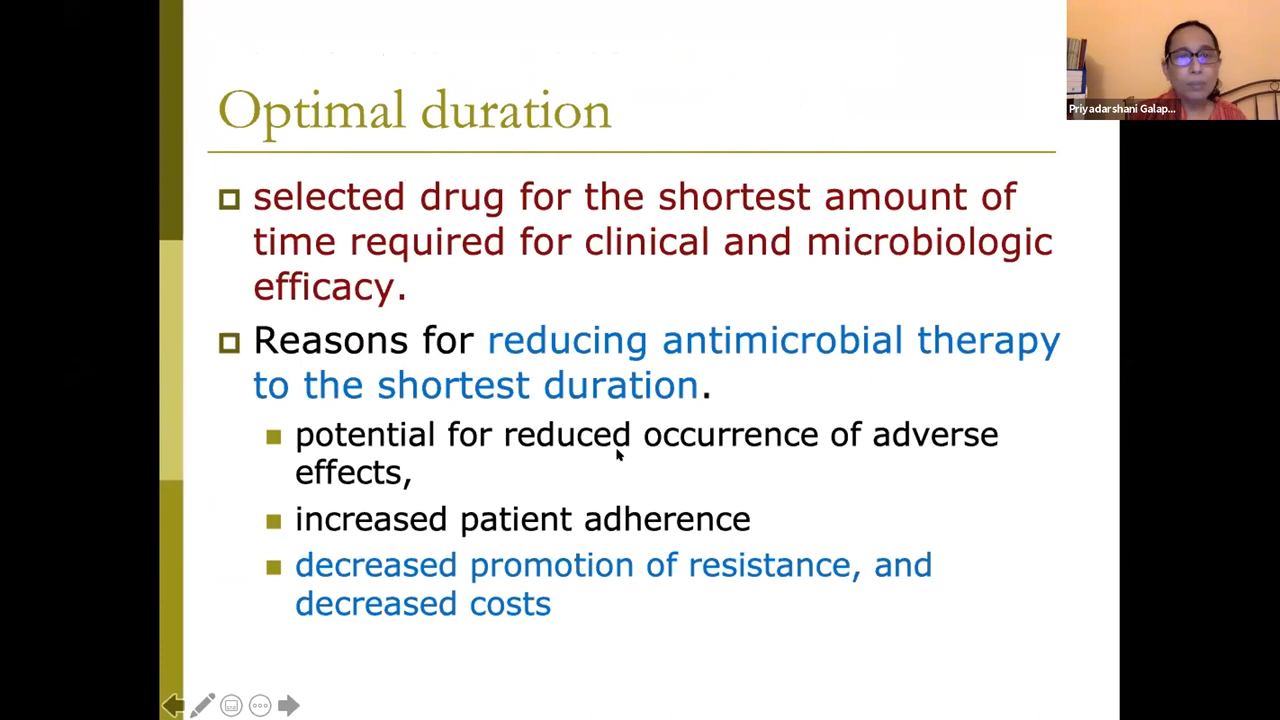 Optimal duration
selected drug for the shortest amount of
time required for clinical and microbiologic
efficacy.
Reasons for reducing antimicrobial therapy
to the shortest duration.
potential for reduced occurrence of adverse
effects,
increased patient adherence
decreased promotion of resistance, and
decreased costs
Priyadarshani Galap...